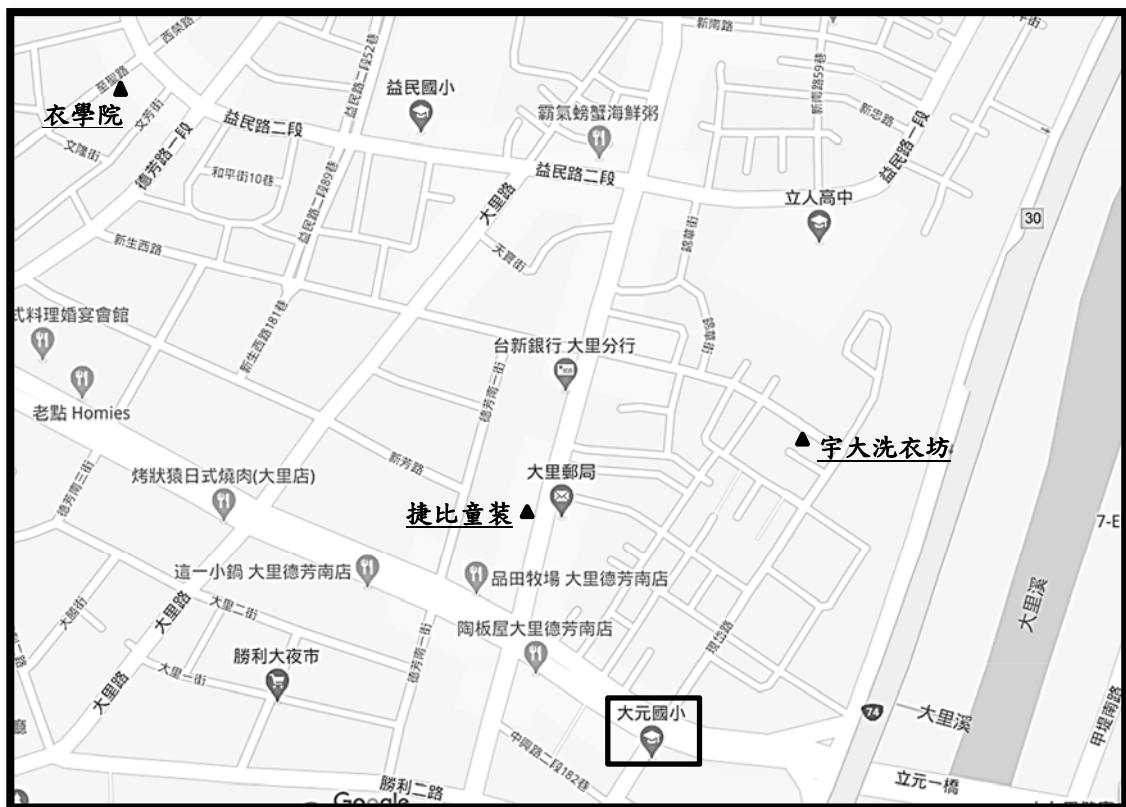 西榮路
新南路
至聖路
衣學院
文芳街
益民路二段52巷
益民國小
霸氣螃蟹海鮮粥
新南路59巷
新忠路
益民路一段
文隆街
德芳路一段
益民路二段
和平街10巷
益民路二段89巷
大里路
益民路二段
錦華街
立人高中
30
新生西路
天寶街
式料理婚宴會館
新生西路181巷
台新銀行 大里分行
錦華街
德芳南二街
老點 Homies
宇大洗衣坊
新芳路
烤狀猿日式燒肉(大里店)
德芳南三街
大里郵局
捷比童裝
7-E
這一小鍋 大里德芳南店
品田牧場 大里德芳南店
大里路
大里二街
大勝街
大里溪
陶板屋大里德芳南店
現岱路
德芳南一街
勝利大夜市
大里一街
大里路
大元國小
74
大里溪
甲堤南路
中興路二段182巷
勝利二路
立元一橋
Google